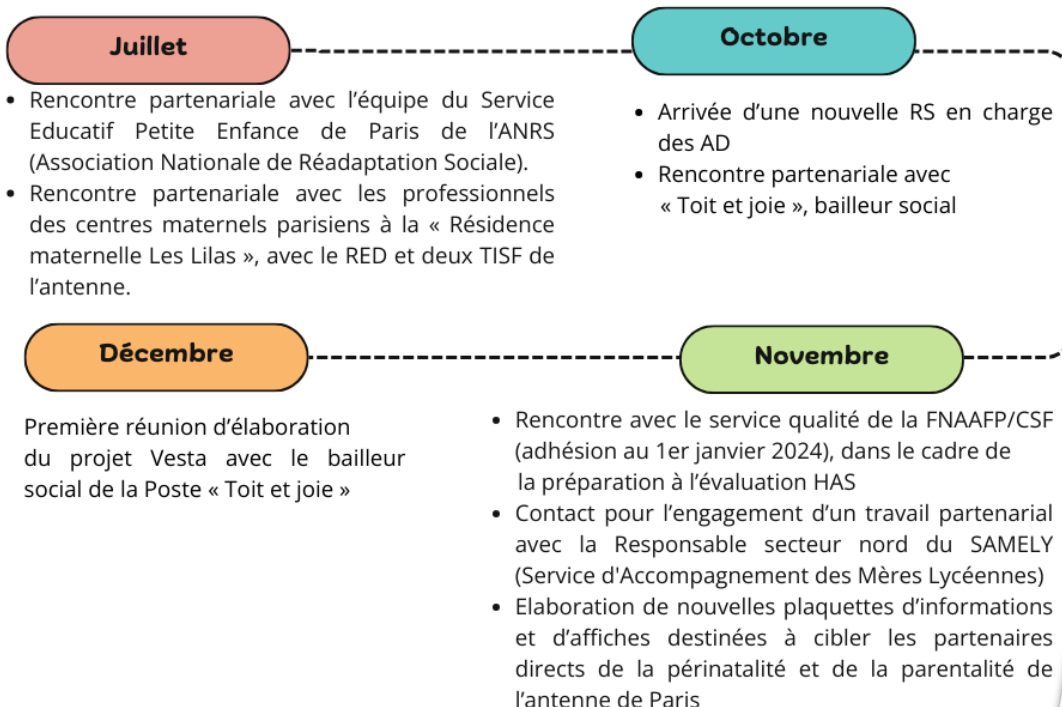 Juillet
• Rencontre partenariale avec l’équipe du Service
Educatif Petite Enfance de Paris de l’ANRS
(Association Nationale de Réadaptation Sociale).
• Rencontre partenariale avec les professionnels
des centres maternels parisiens à la « Résidence
maternelle Les Lilas », avec le RED et deux TISF de
l’antenne.
Octobre
• Arrivée d’une nouvelle RS en charge
des AD
• Rencontre partenariale avec
« Toit et joie », bailleur social
Novembre
• Rencontre avec le service qualité de la FNAAFP/CSF
(adhésion au 1er janvier 2024), dans le cadre de
la préparation à l’évaluation HAS
• Contact pour l’engagement d’un travail partenarial
avec la Responsable secteur nord du SAMELY
(Service d'Accompagnement des Mères Lycéennes)
• Elaboration de nouvelles plaquettes d’informations
et d’affiches destinées à cibler les partenaires
directs de la périnatalité et de la parentalité de
l’antenne de Paris
Décembre
Première réunion d’élaboration
du projet Vesta avec le bailleur
social de la Poste « Toit et joie »